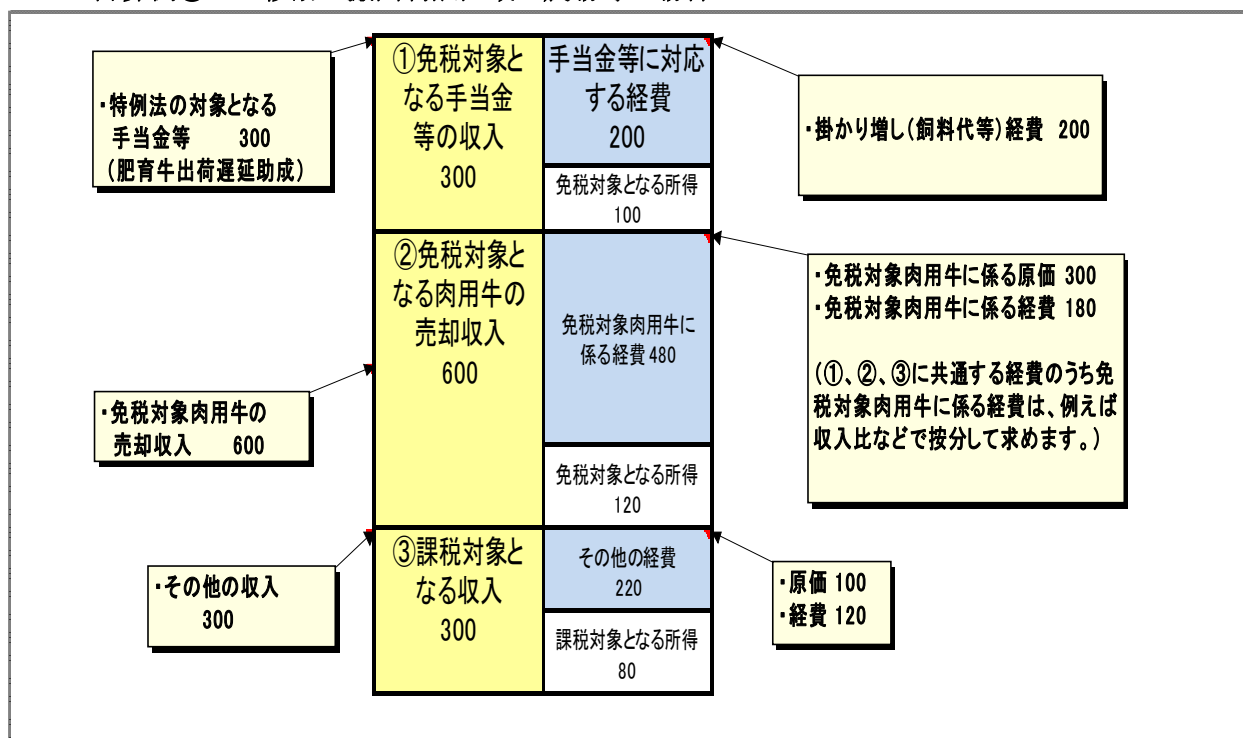 ・特例法の対象となる
手当金等 300
(肥育牛出荷遅延助成)
①免税対象と
なる手当金
等の収入
300
手当金等に対応
する経費
200
免税対象となる所得
100
・掛かり増し(飼料代等)経費 200
・免税対象肉用牛の
売却収入 600
②免税対象と
なる肉用牛の
売却収入
600
免税対象肉用牛に
係る経費 480
免税対象となる所得
120
・免税対象肉用牛に係る原価 300
・免税対象肉用牛に係る経費 180
(①、②、③に共通する経費のうち免
税対象肉用牛に係る経費は、例えば
収入比などで按分して求めます。)
・その他の収入
300
③課税対象と
なる収入
300
その他の経費
220
課税対象となる所得
80
・原価 100
・経費 120